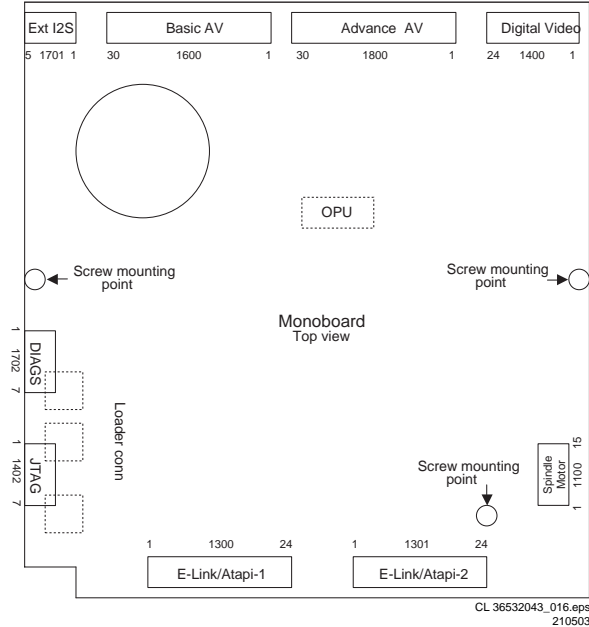 Ext I2S
Basic AV
Advance AV
Digital Video
5 1701 1
30 1600 1
30 1800 1
24 1400 1
OPU
Screw mounting
point
Screw mounting
point
Monoboard
Top view
1 1702 7
DIAGS
Loader conn
1 1402 7
JTAG
Screw mounting
point
Spindle
Motor
1 1100 15
1 1300 24
1 1301 24
E-Link/Atapi-1
E-Link/Atapi-2
CL 36532043_016.eps
210503